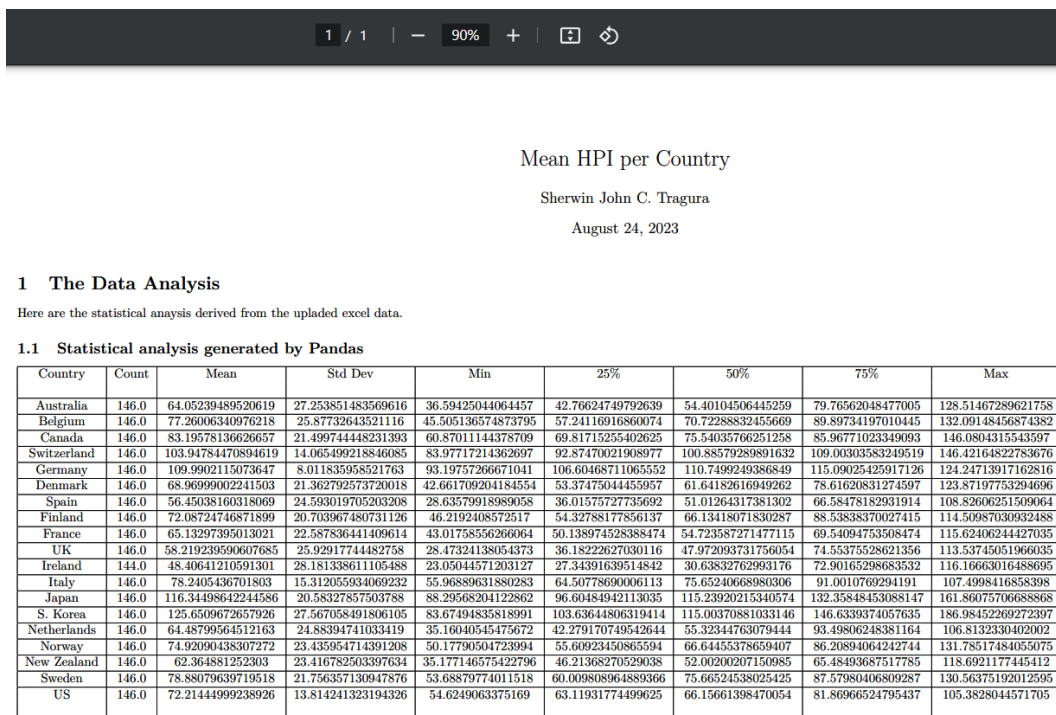 1 / 1 | − 90% + |
Mean HPI per Country
Sherwin John C. Tragura
August 24, 2023
1 The Data Analysis
Here are the statistical anaysis derived from the upladed excel data.
1.1 Statistical analysis generated by Pandas
Country Count Mean Std Dev Min 25% 50% 75% Max
Australia 146.0 64.05239489520619 27.253851483569616 36.59425044064457 42.76624749792639 54.40104506445259 79.76562048477005 128.51467289621758
Belgium 146.0 77.26006340976218 25.87732643521116 45.505136574873795 57.24116916860074 70.72288832455669 89.89734197010445 132.09148456874382
Canada 146.0 83.19578136626657 21.499744448231393 60.87011144378709 69.81715255402625 75.54035766251258 85.96771023349093 146.0804315543597
Switzerland 146.0 103.94784470894619 14.065499218846085 83.97717214362697 92.87470021908977 100.88579289891632 109.00303583249519 146.42164822783676
Germany 146.0 109.9902115073647 8.011835958521763 93.19757266671041 106.60468711065552 110.7499249386849 115.09025425917126 124.24713917162816
Denmark 146.0 68.96999002241503 21.362792573720018 42.661709204184554 53.37475044455957 61.64182616949262 78.61620831274597 123.87197753294696
Spain 146.0 56.45038160318069 24.593019705203208 28.63579918989058 36.01575727735692 51.01264317381302 66.58478182931914 108.82606251509064
Finland 146.0 72.08724746871899 20.703967480731126 46.2192408572517 54.32788177856137 66.13418071830287 88.53838370027415 114.50987030932488
France 146.0 65.13297395013021 22.587836441409614 43.01758556266064 50.138974528388474 54.723587271477115 69.54094753508474 115.62406244427035
UK 146.0 58.219239590607685 25.92917744482758 28.47324138054373 36.18222627030116 47.972093731756054 74.55375528621356 113.53745051966035
Ireland 144.0 48.40641210591301 28.181338611105488 23.05044571203127 27.34391639514842 30.63832762993176 72.90165298683532 116.16663016488695
Italy 146.0 78.2405436701803 15.312055934069232 55.96889631880283 64.50778690006113 75.65240668980306 91.0010769294191 107.4998416858398
Japan 146.0 116.34498642244586 20.58327857503788 88.29568204122862 96.60484942113035 115.23920215340574 132.35848453088147 161.86075706688868
S. Korea 146.0 125.6509672657926 27.567058491806105 83.67494835818991 103.63644806319414 115.00370881033146 146.6339374057635 186.98452269272397
Netherlands 146.0 64.48799564512163 24.88394741033419 35.16040545475672 42.279170749542644 55.32344763079444 93.49806248381164 106.8132330402002
Norway 146.0 74.92090438307272 23.435954714391209 50.17790504723994 55.60923450865594 66.64455378659407 86.20894064242744 131.78517484055075
New Zealand 146.0 62.364881252303 23.416782503397634 35.177146575422796 46.21368270529038 52.00200207150985 65.48493687517785 118.6921177445412
Sweden 146.0 78.88079639719518 21.756357130947876 53.68879774011518 60.009808964889366 75.66524538025425 87.57980406809287 130.56375192012595
US 146.0 72.21444999238926 13.814241323194326 54.6249063375169 63.11931774499625 66.15661398470054 81.86966524795437 105.3828044571705